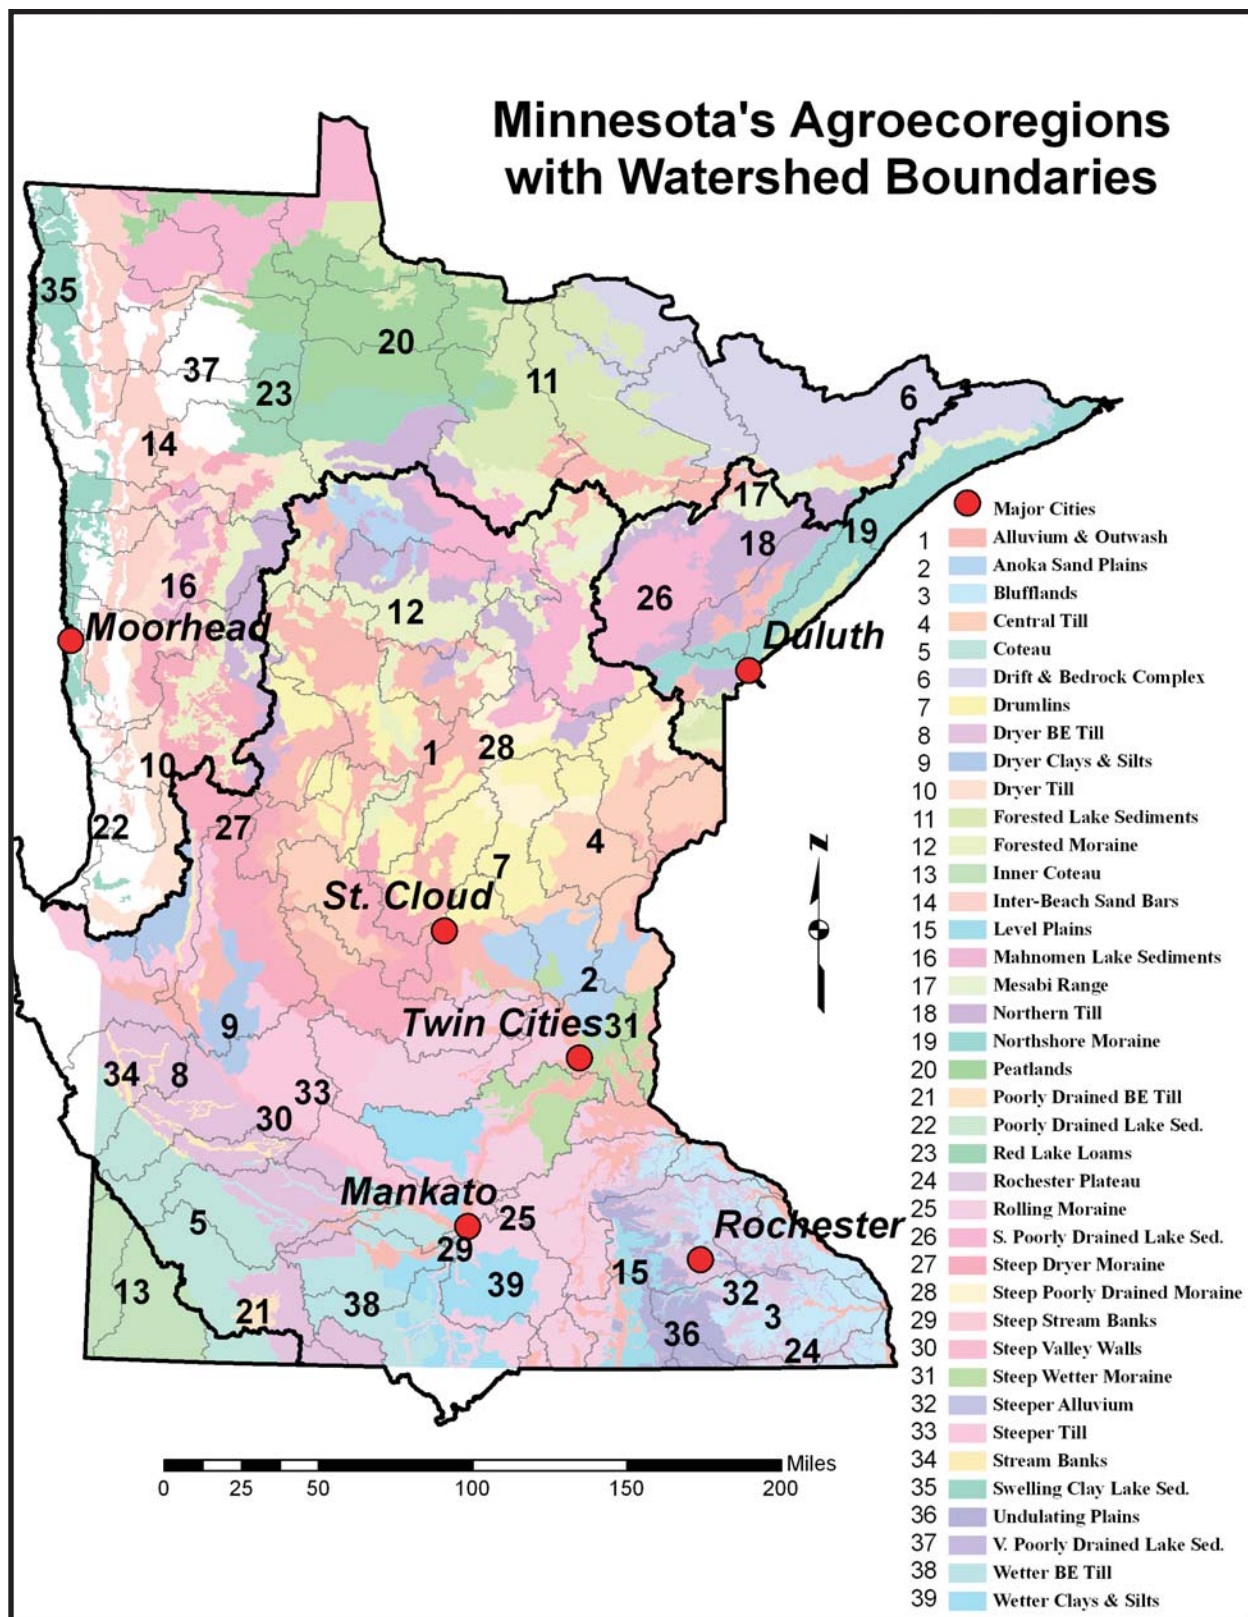 Minnesota's Agroecoregions
with Watershed Boundaries
35
20
37
23
11
6
14
17
19
18
16
26
12
Moorhead
Duluth
10
1
28
22
27
4
7
St. Cloud
2
9
Twin Cities
31
34
8
33
30
Mankato
5
25
Rochester
29
15
13
39
32
38
21
3
36
24
N
Miles
0 25 50 100 150 200
Major Cities
1 Alluvium & Outwash
2 Anoka Sand Plains
3 Blufflands
4 Central Till
5 Coteau
6 Drift & Bedrock Complex
7 Drumlins
8 Dryer BE Till
9 Dryer Clays & Silts
10 Dryer Till
11 Forested Lake Sediments
12 Forested Moraine
13 Inner Coteau
14 Inter-Beach Sand Bars
15 Level Plains
16 Mahnomen Lake Sediments
17 Mesabi Range
18 Northern Till
19 Northshore Moraine
20 Peatlands
21 Poorly Drained BE Till
22 Poorly Drained Lake Sed.
23 Red Lake Loams
24 Rochester Plateau
25 Rolling Moraine
26 S. Poorly Drained Lake Sed.
27 Steep Dryer Moraine
28 Steep Poorly Drained Moraine
29 Steep Stream Banks
30 Steep Valley Walls
31 Steep Wetter Moraine
32 Steeper Alluvium
33 Steeper Till
34 Stream Banks
35 Swelling Clay Lake Sed.
36 Undulating Plains
37 V. Poorly Drained Lake Sed.
38 Wetter BE Till
39 Wetter Clays & Silts